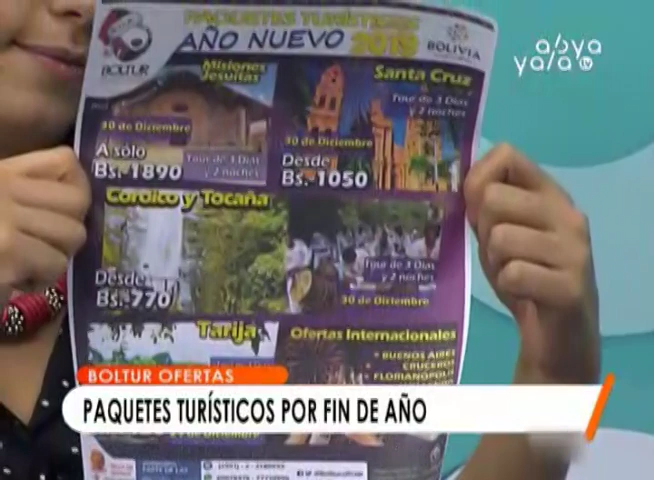 PAQUETES TURÍSTICOS
AÑO NUEVO 2019
BOLTUR
BOLIVIA
abya
yala tv
Misiones
Jesuitas
30 de Diciembre
A sólo
Bs.-1890
Tour de 3 Días
y 2 noches
Santa Cruz
Tour de 3 Días
y 2 noches
30 de Diciembre
Desde
Bs.-1050
Coroico y Tocaña
Desde
Bs.-770
Tour de 3 Días
y 2 noches
30 de Diciembre
Tarija
Ofertas Internacionales
BUENOS AIRES
CRUCEROS
FLORIANÓPOLIS
BOLTUR OFERTAS
PAQUETES TURÍSTICOS POR FIN DE AÑO